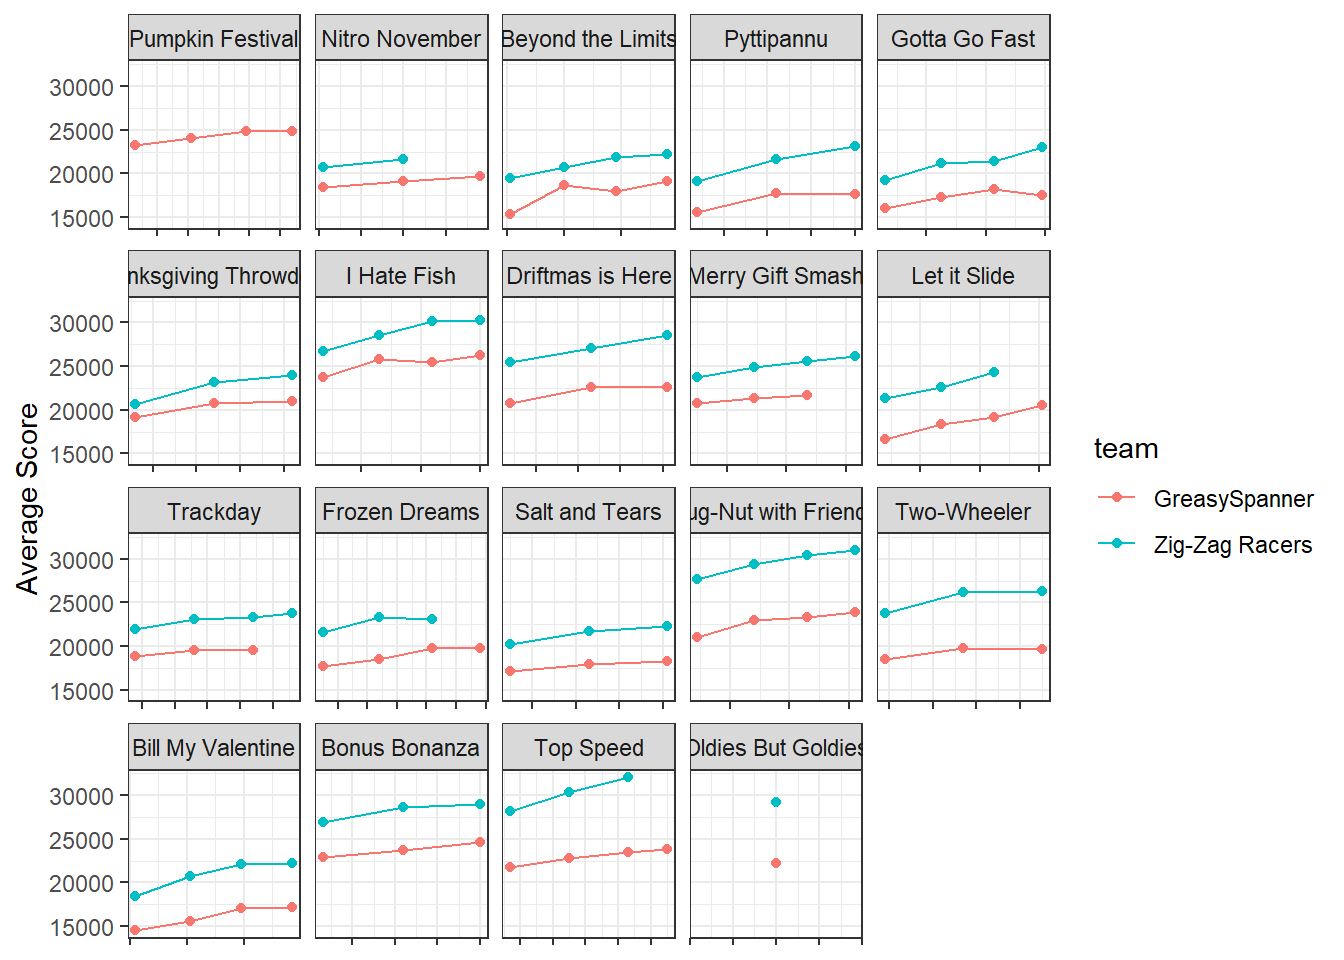 Pumpkin Festival
Nitro November
Beyond the Limits
Pyttipannu
Gotta Go Fast
30000
25000
20000
15000
nksgiving Throwd
I Hate Fish
Driftmas is Here
Merry Gift Smash
Let it Slide
30000
25000
20000
15000
Trackday
Frozen Dreams
Salt and Tears
ug-Nut with Friend
Two-Wheeler
30000
25000
20000
15000
Bill My Valentine
Bonus Bonanza
Top Speed
Oldies But Goldies
30000
25000
20000
15000
Average Score
team
GreasySpanner
Zig-Zag Racers